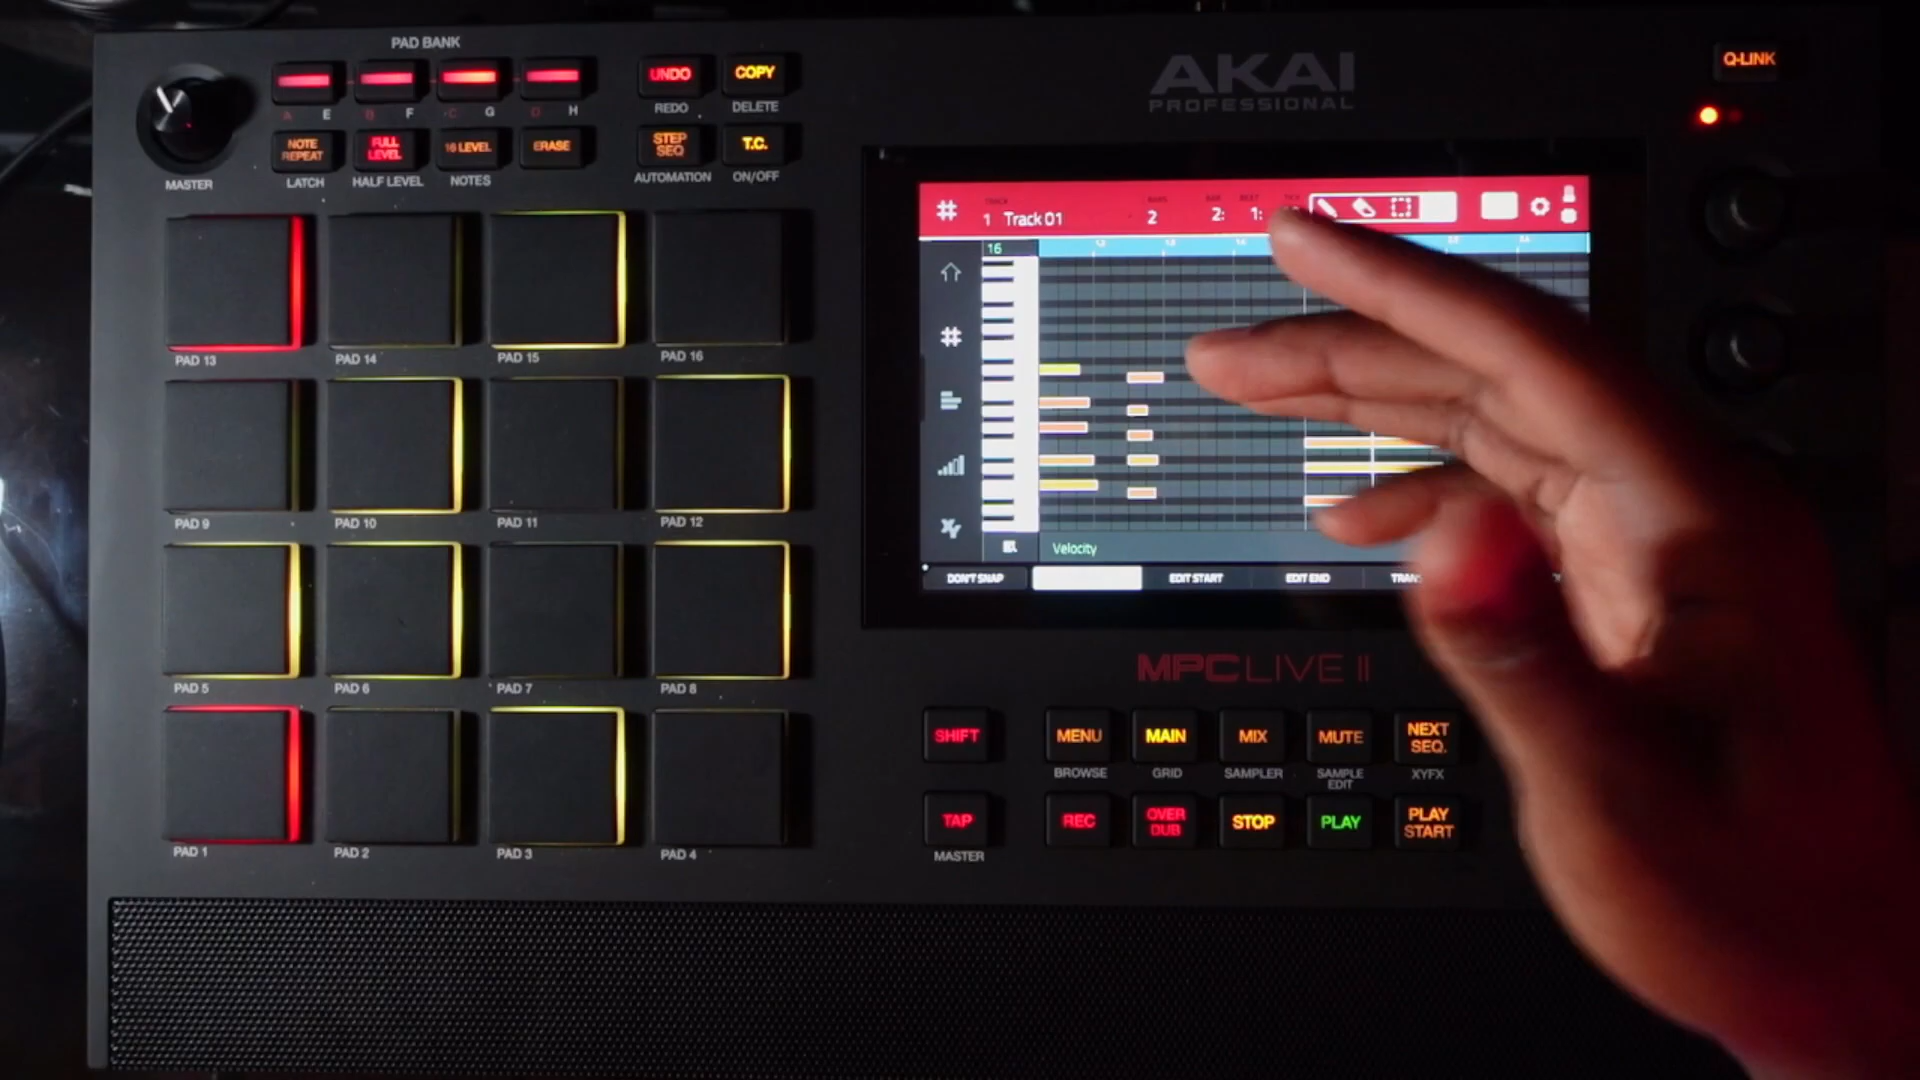 PAD BANK
A E B F C G D H
UNDO COPY
REDO DELETE
NOTE REPEAT FULL LEVEL 16 LEVEL ERASE STEP SEQ T.C.
MASTER LATCH HALF LEVEL NOTES AUTOMATION ON/OFF
AKAI
PROFESSIONAL
Q-LINK
TRACK BARS BAR BEAT
1 Track 01 2 2: 1:
16
Velocity
DON'T SNAP EDIT START EDIT END TRANS
PAD 13 PAD 14 PAD 15 PAD 16
PAD 9 PAD 10 PAD 11 PAD 12
PAD 5 PAD 6 PAD 7 PAD 8
PAD 1 PAD 2 PAD 3 PAD 4
MPC LIVE II
SHIFT MENU MAIN MIX MUTE NEXT SEQ.
BROWSE GRID SAMPLER SAMPLE EDIT XYFX
TAP REC OVER DUB STOP PLAY PLAY START
MASTER